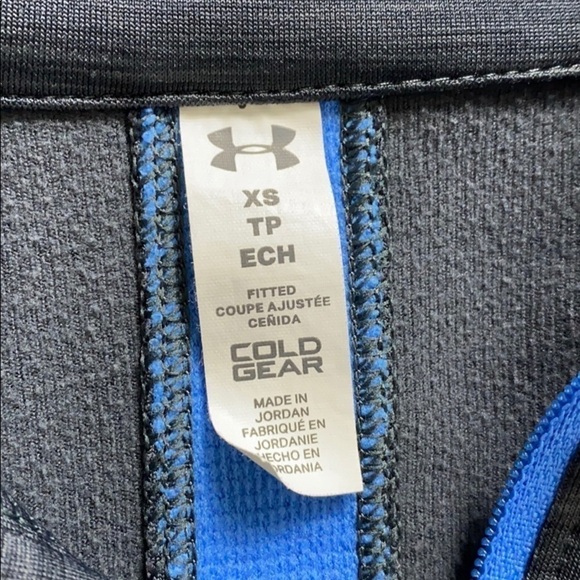 XS
TP
ECH
FITTED
COUPE AJUSTÉE
CEÑIDA
COLD
GEAR
MADE IN
JORDAN
FABRIQUÉ EN
JORDANIE
HECHO EN
JORDANIA